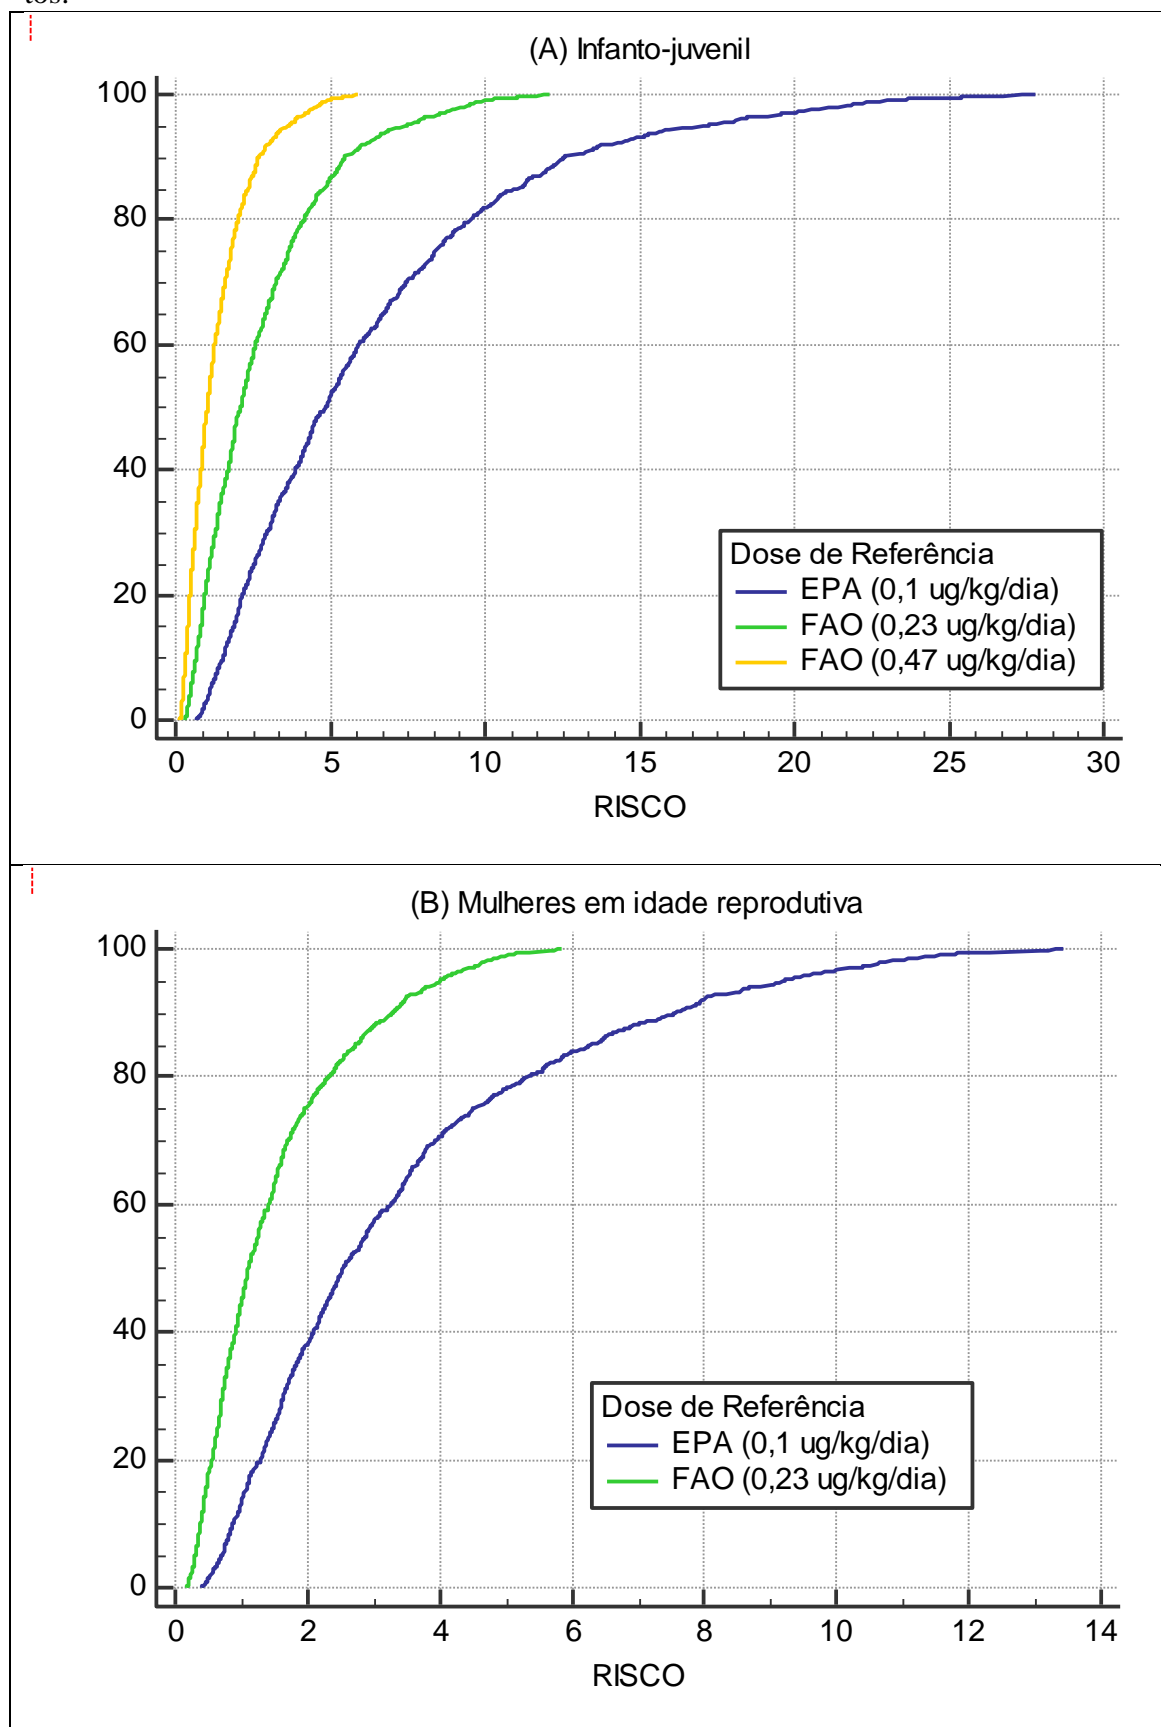 (A) Infanto-juvenil
100
80
60
40
20
0
0 5 10 15 20 25 30
RISCO
Dose de Referência
EPA (0,1 ug/kg/dia)
FAO (0,23 ug/kg/dia)
FAO (0,47 ug/kg/dia)
(B) Mulheres em idade reprodutiva
100
80
60
40
20
0
0 2 4 6 8 10 12 14
RISCO
Dose de Referência
EPA (0,1 ug/kg/dia)
FAO (0,23 ug/kg/dia)